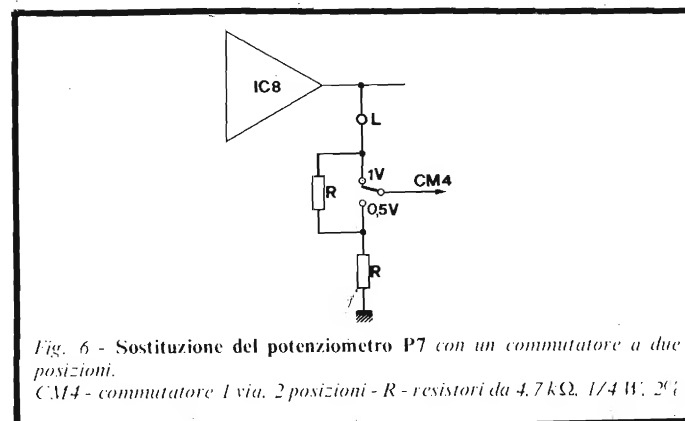 IC8
L
1V
CM4
R
0,5V
R
Fig. 6 - Sostituzione del potenziometro P7 con un commutatore a due
posizioni.
CM4 - commutatore 1 via, 2 posizioni - R - resistori da 4,7 kΩ, 1/4 W, 2%